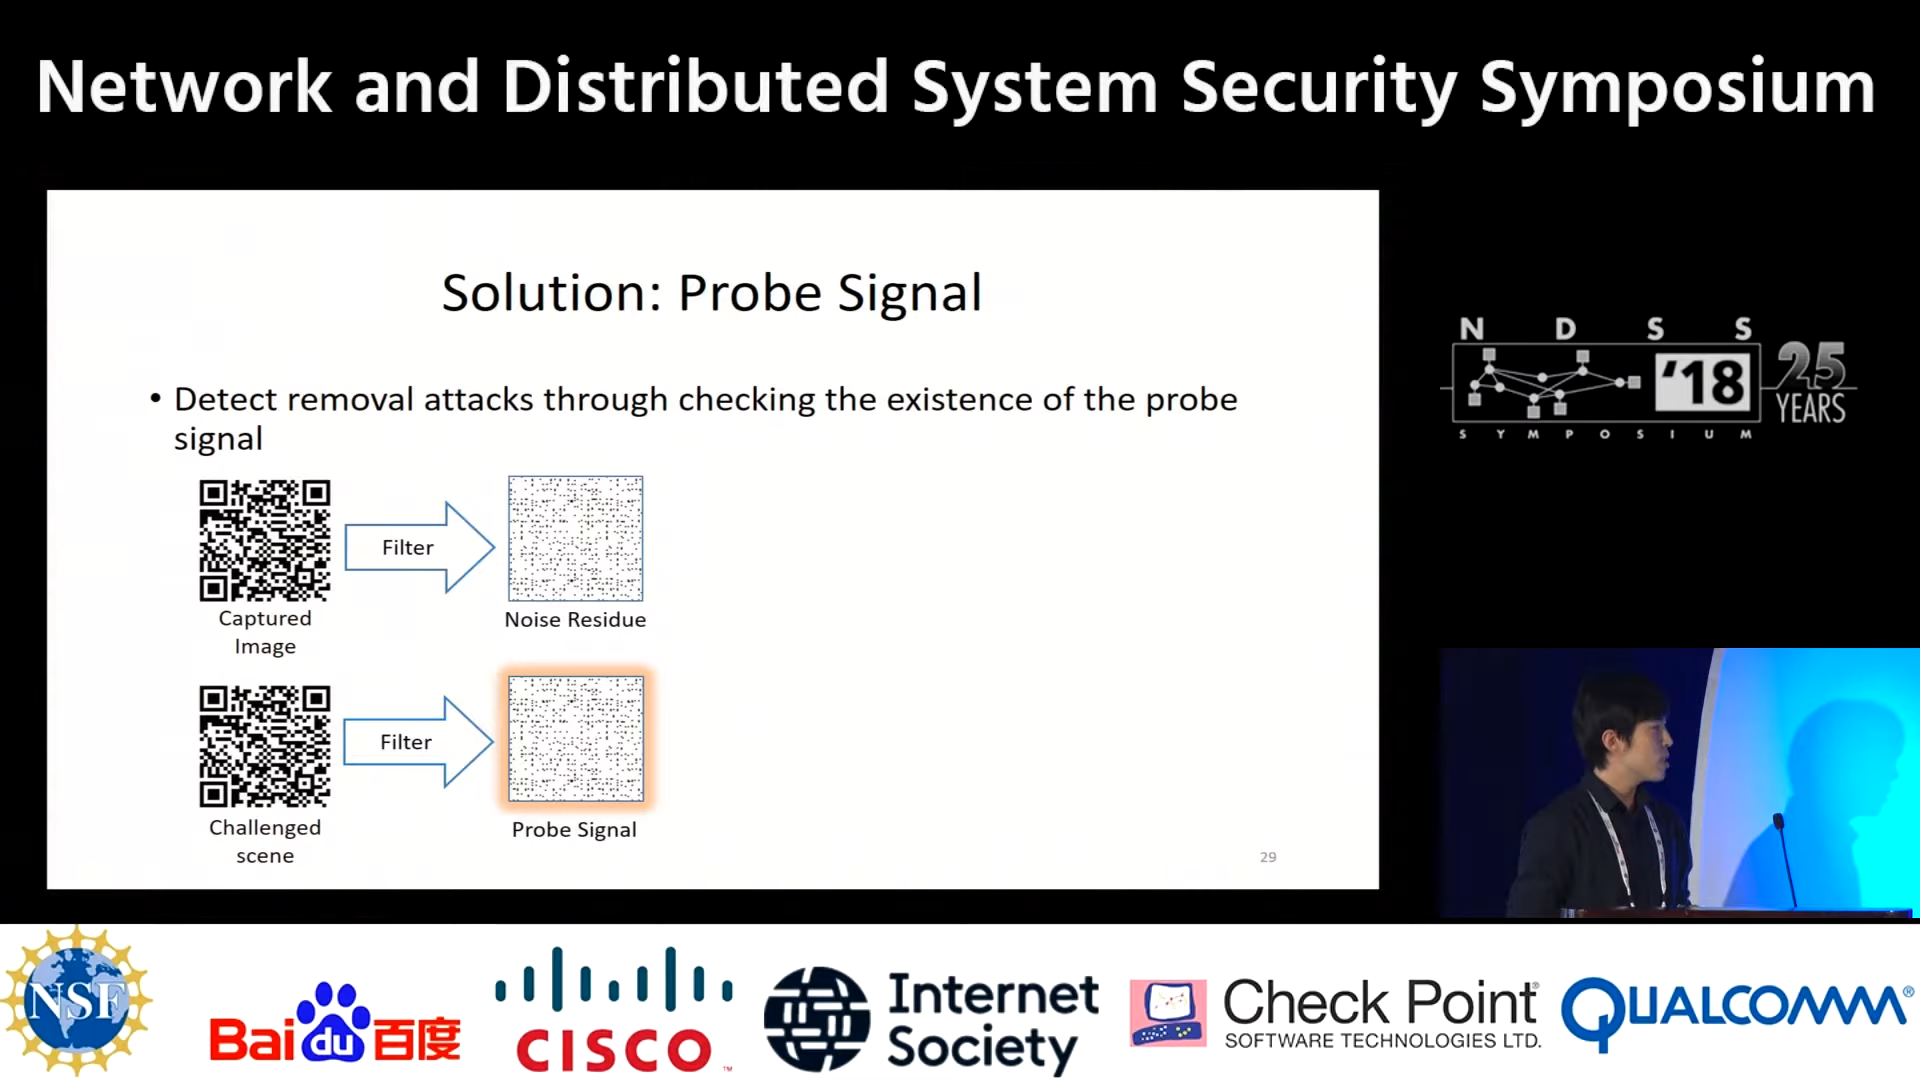 Network and Distributed System Security Symposium
Solution: Probe Signal
• Detect removal attacks through checking the existence of the probe
signal
Filter
Captured
Image
Noise Residue
Filter
Challenged
scene
Probe Signal
29
N D S S
'18
25
YEARS
S Y M P O S I U M
NSF
Bai du 百度
CISCO
™
Internet
Society
Check Point
SOFTWARE TECHNOLOGIES LTD.
QUALCOMM®